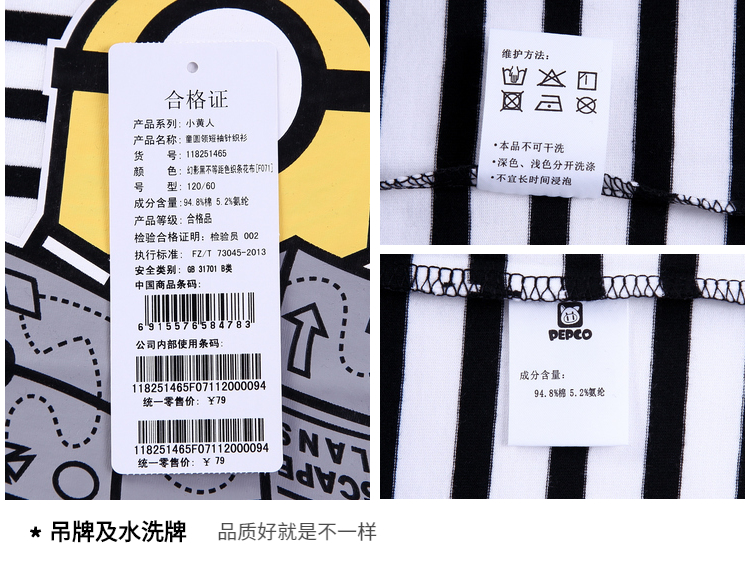 合格证
产品系列: 小黄人
产品名称: 童圆领短袖针织衫
货 号: 118251465
颜 色: 幻影黑不等距色织条花布[F071]
号 型: 120/60
成分含量: 94.8%棉 5.2%氨纶
产品等级: 合格品
检验合格证明: 检验员 002
执行标准: FZ/T 73045-2013
安全类别: GB 31701 B类
中国商品条码:
6915576584783
公司内部使用条码:
118251465F07112000094
统一零售价: ￥79
118251465F07112000094
统一零售价: ￥79
SCAPE
LANS
维护方法:
•本品不可干洗
•深色、浅色分开洗涤
•不宜长时间浸泡
PEPCO
成分含量:
94.8%棉 5.2%氨纶
* 吊牌及水洗牌 品质好就是不一样